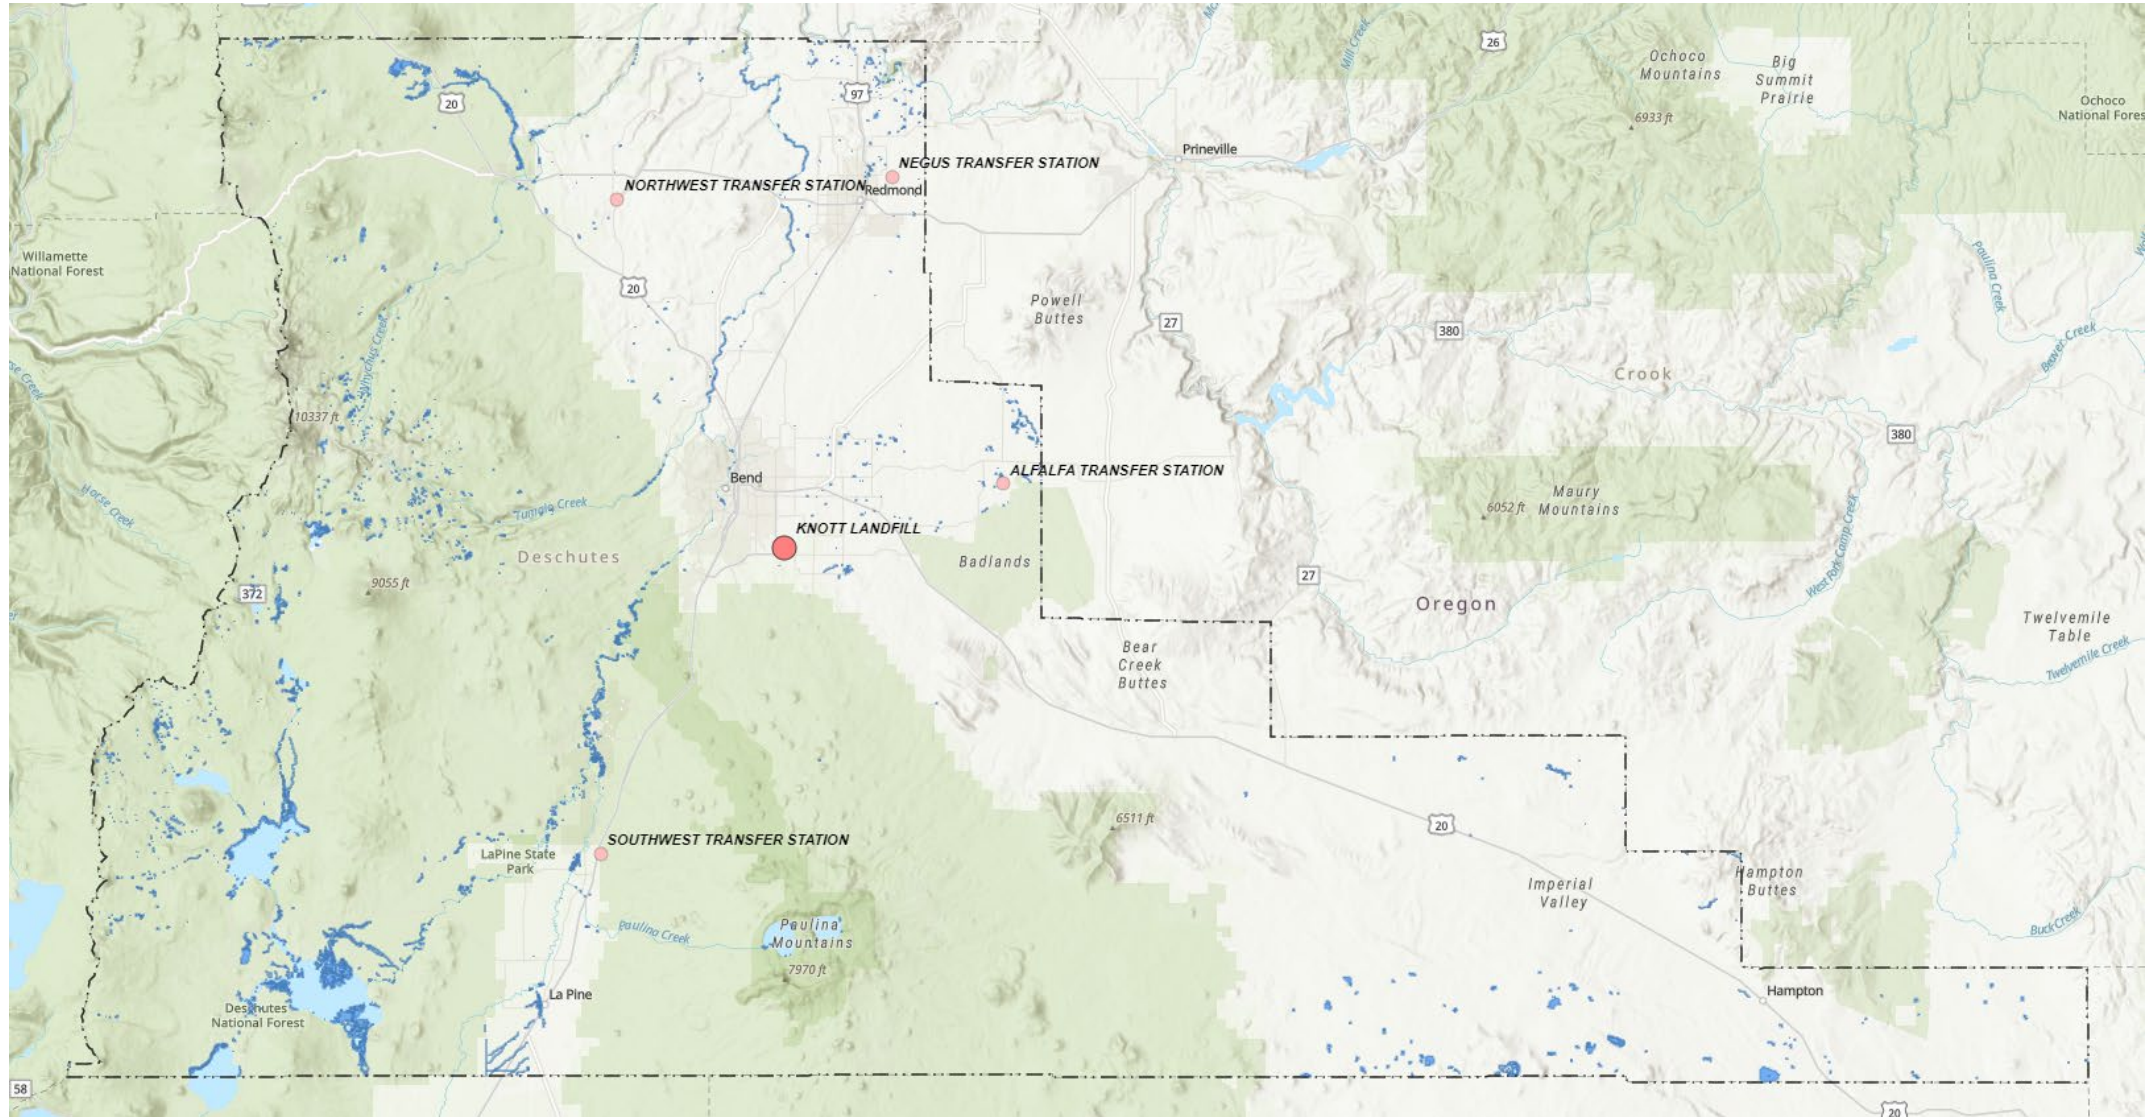 26
Ochoco
Mountains
Big
Summit
Prairie
Mill Creek
20
97
Ochoco
National Fores
6933 ft
Prineville
NEGUS TRANSFER STATION
NORTHWEST TRANSFER STATION
Redmond
Willamette
National Forest
20
Powell
Buttes
27
380
Paulina Creek
Beaver Creek
Whychus Creek
Crook
10337 ft
380
Bend
ALFALFA TRANSFER STATION
Horse Creek
Tumalo Creek
6052 ft
Maury
Mountains
KNOTT LANDFILL
Deschutes
Badlands
West Fork Camp Creek
9055 ft
372
27
Oregon
Twelvemile
Table
Twelvemile Creek
Bear
Creek
Buttes
6511 ft
20
SOUTHWEST TRANSFER STATION
LaPine State
Park
Hampton
Buttes
Imperial
Valley
Paulina Creek
Paulina
Mountains
Buck Creek
7970 ft
La Pine
Hampton
Deschutes
National Forest
58
20